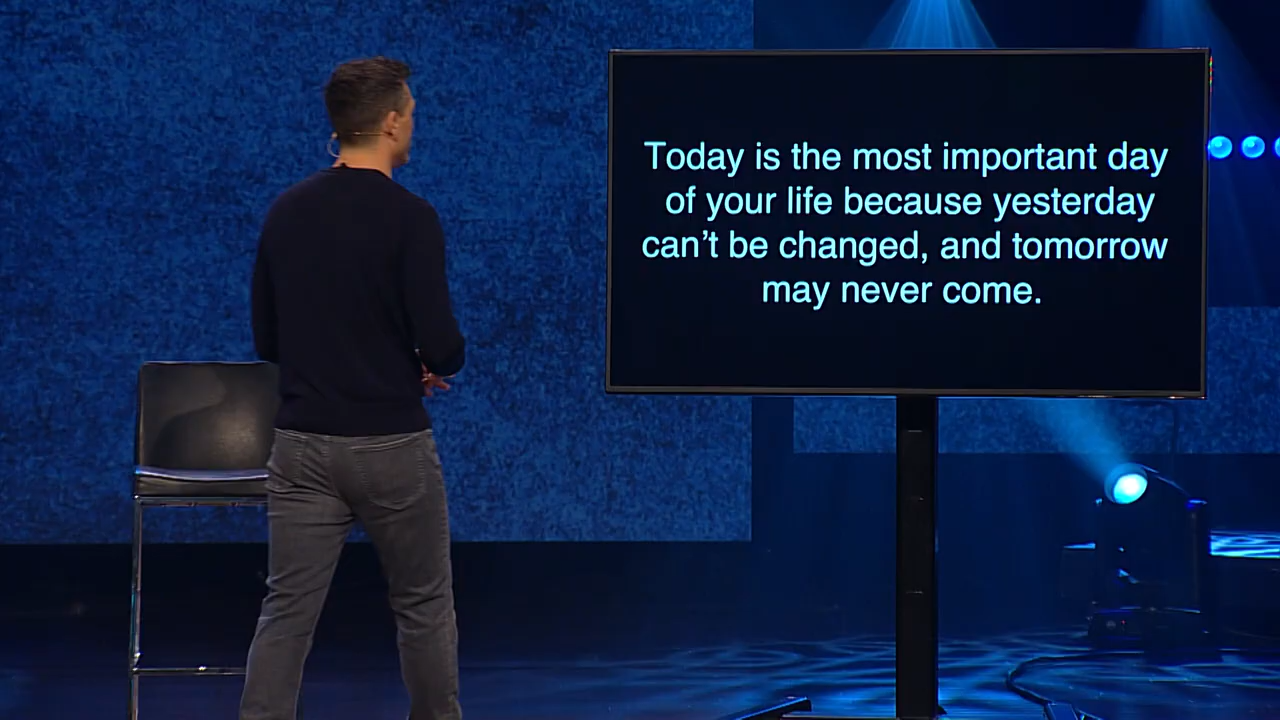 Today is the most important day
of your life because yesterday
can’t be changed, and tomorrow
may never come.